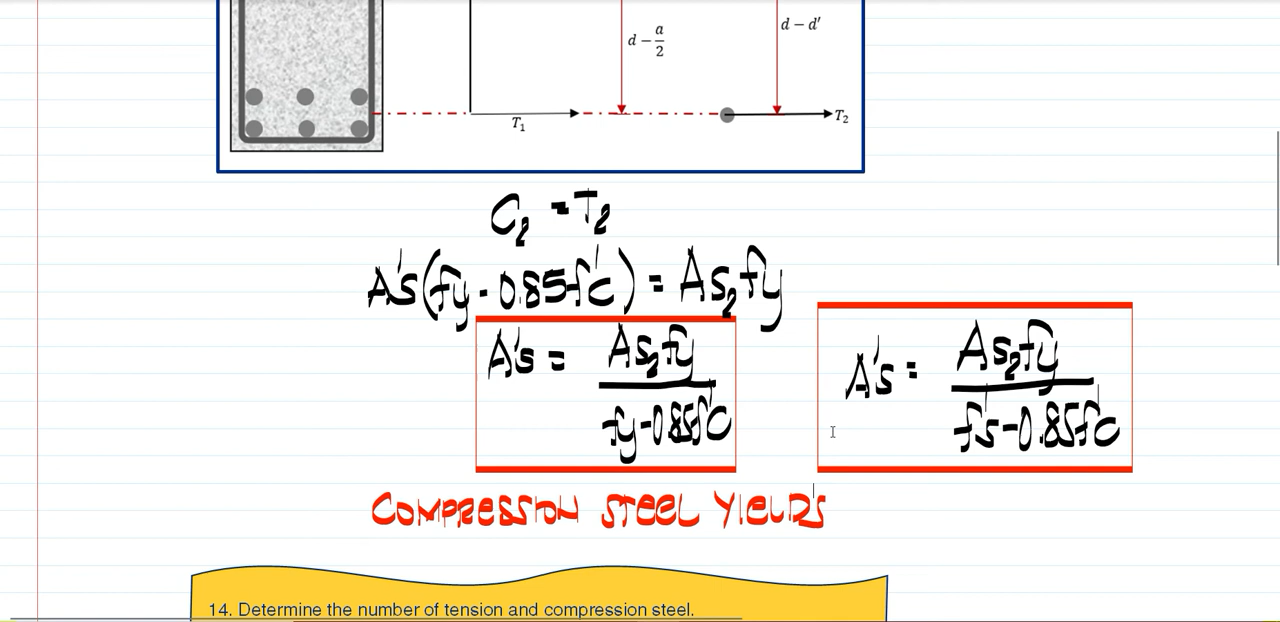 d − a/2
d − d′
T₁
T₂
C₂ = T₂
A's(fy - 0.85f'c) = As₂fy
A's = As₂fy / fy - 0.85f'c
A's = As₂fy / f's - 0.85f'c
COMPRESSION STEEL YIELD'S
14. Determine the number of tension and compression steel.